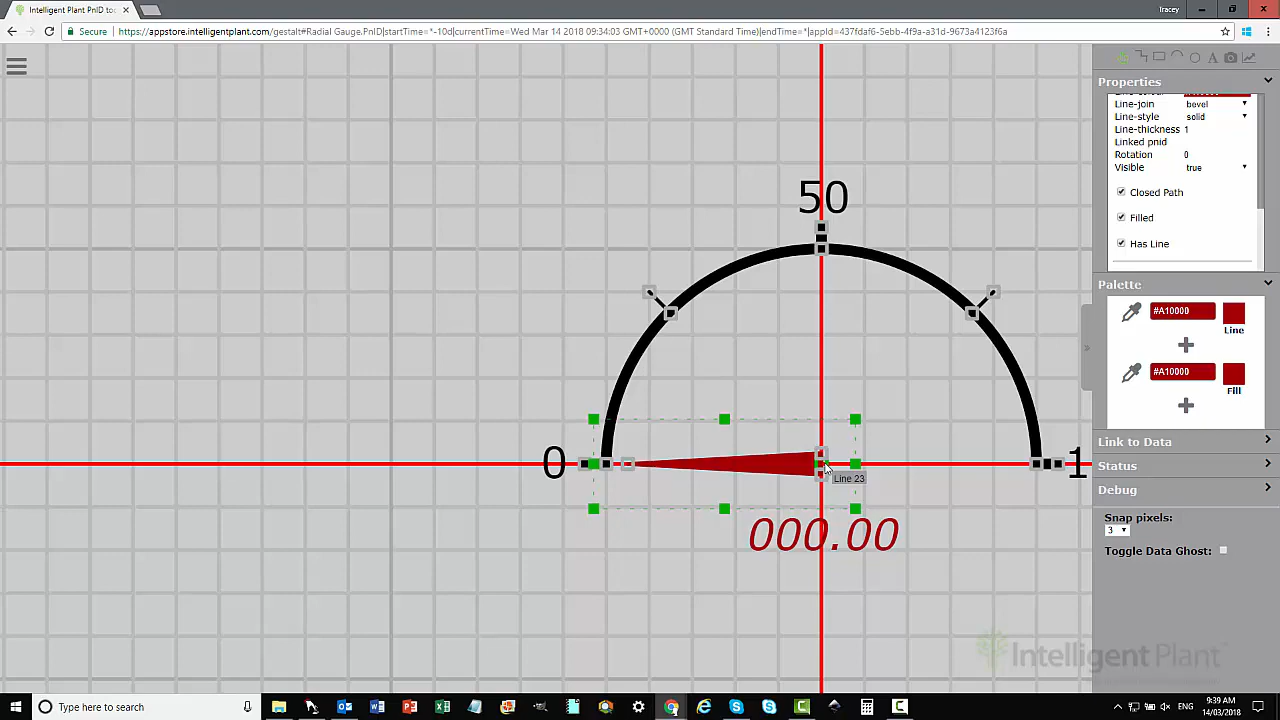 Intelligent Plant PnID too
Tracey
Secure
https://appstore.intelligentplant.com/gestalt#Radial Gauge.PnID|startTime=*-10d|currentTime=Wed Mar 14 2018 09:34:03 GMT+0000 (GMT Standard Time)|endTime=*|appId=437fdaf6-5ebb-4f9a-a31d-9673a4123f6a
Properties
Line-join bevel
Line-style solid
Line-thickness 1
Linked pnid
Rotation 0
Visible true
Closed Path
Filled
Has Line
Palette
#A10000
Line
#A10000
Fill
Link to Data
Status
Debug
Snap pixels:
3
Toggle Data Ghost:
50
0
1
Line 23
000.00
Intelligent Plant
Type here to search
ENG
9:39 AM
14/03/2018